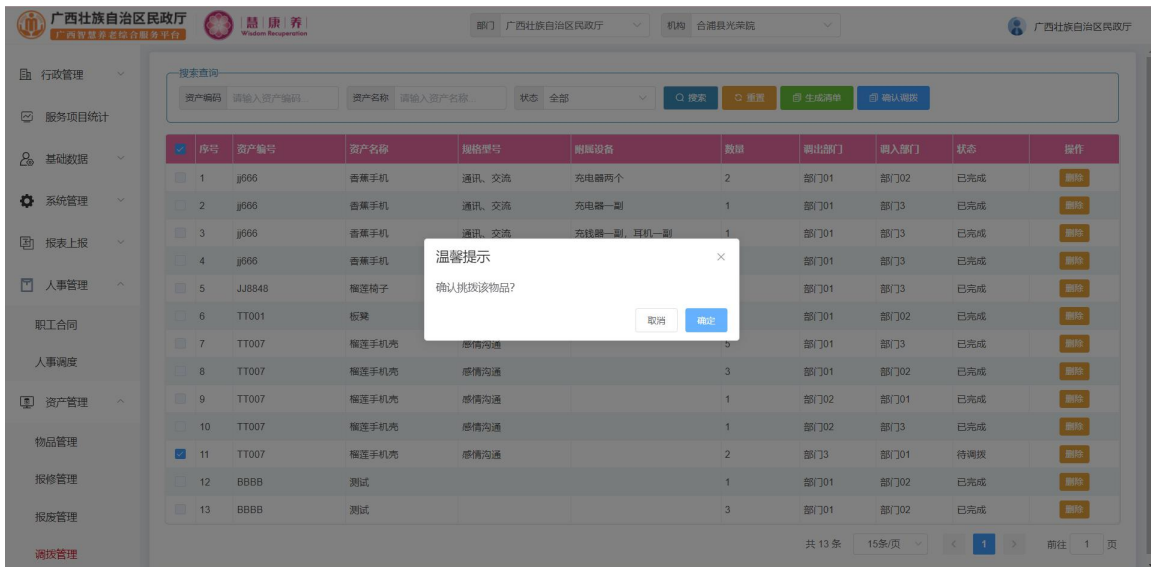 广西壮族自治区民政厅
广西智慧养老综合服务平台
慧康养
Wisdom Recuperation
部门 广西壮族自治区民政厅 机构 合浦县光荣院
广西壮族自治区民政厅
行政管理
服务项目统计
基础数据
系统管理
报表上报
人事管理
职工合同
人事调度
资产管理
物品管理
报修管理
报废管理
调拨管理
搜索查询
资产编码 请输入资产编码... 资产名称 请输入资产名称... 状态 全部 搜索 重置 生成清单 确认调拨
序号 资产编号 资产名称 规格型号 附属设备 数量 调出部门 调入部门 状态 操作
1 jj666 香蕉手机 通讯、交流 充电器两个 2 部门01 部门02 已完成 删除
2 jj666 香蕉手机 通讯、交流 充电器一副 1 部门01 部门3 已完成 删除
3 jj666 香蕉手机 通讯、交流 充钱器一副，耳机一副 1 部门01 部门3 已完成 删除
4 jj666 香蕉手机 部门01 部门3 已完成 删除
5 JJ8848 榴莲椅子 部门01 部门3 已完成 删除
6 TT001 板凳 部门01 部门02 已完成 删除
7 TT007 榴莲手机壳 感情沟通 5 部门01 部门3 已完成 删除
8 TT007 榴莲手机壳 感情沟通 3 部门01 部门02 已完成 删除
9 TT007 榴莲手机壳 感情沟通 1 部门02 部门01 已完成 删除
10 TT007 榴莲手机壳 感情沟通 1 部门02 部门3 已完成 删除
11 TT007 榴莲手机壳 感情沟通 2 部门3 部门01 待调拨 删除
12 BBBB 测试 1 部门01 部门02 已完成 删除
13 BBBB 测试 3 部门01 部门02 已完成 删除
共 13 条 15条/页 1 前往 1 页
温馨提示
确认挑拨该物品?
取消 确定